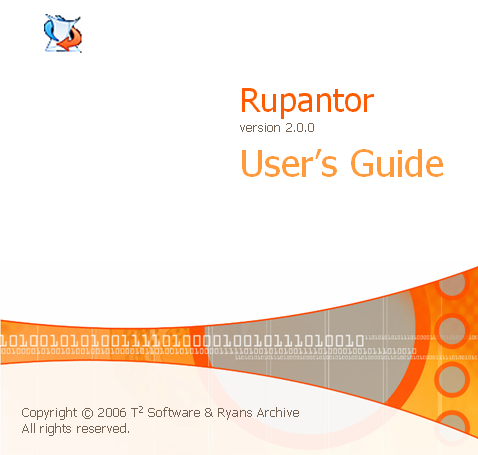 Rupantor
version 2.0.0
User's Guide
Copyright © 2006 T² Software & Ryans Archive
All rights reserved.